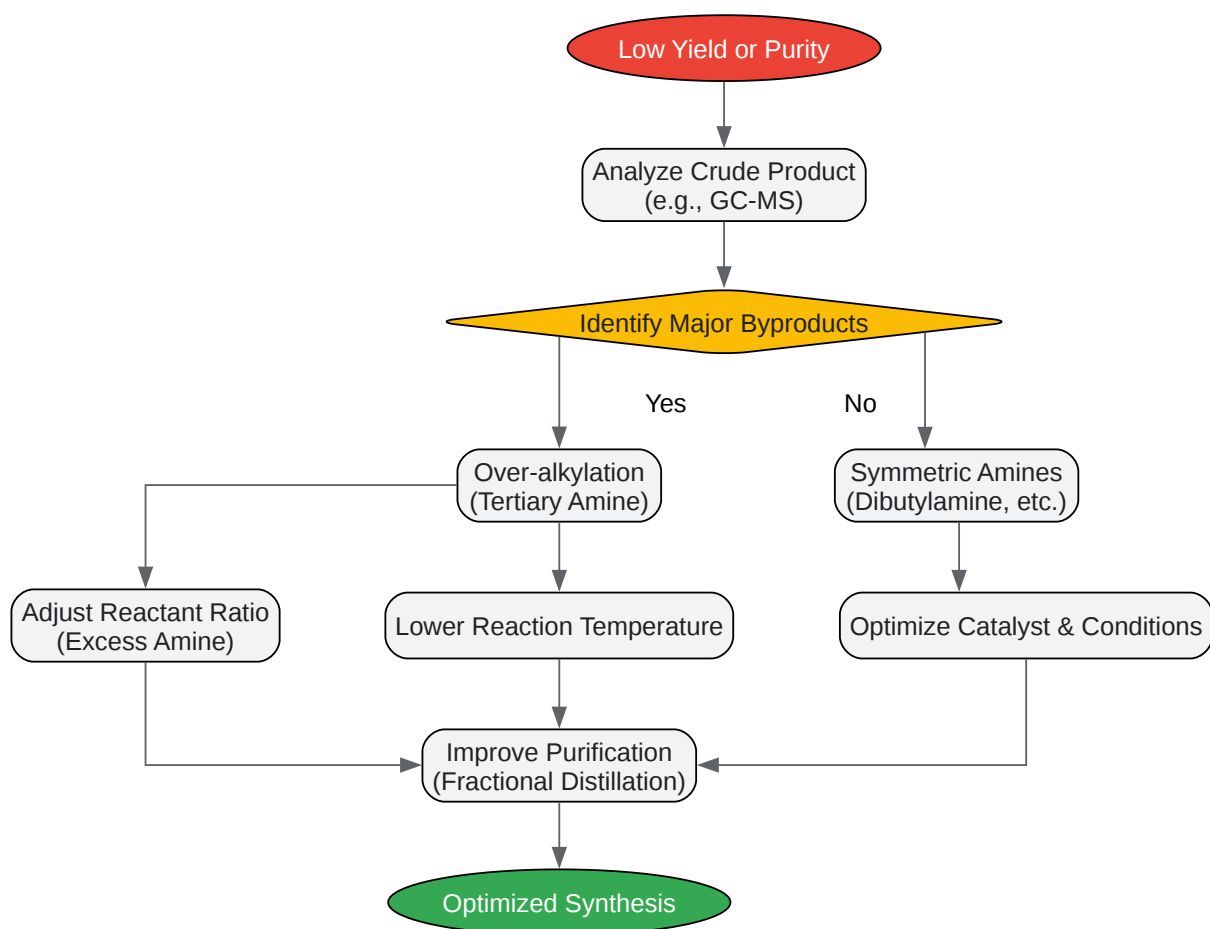 Low Yield or Purity
Analyze Crude Product
(e.g., GC-MS)
Identify Major Byproducts
Yes
No
Over-alkylation
(Tertiary Amine)
Symmetric Amines
(Dibutylamine, etc.)
Adjust Reactant Ratio
(Excess Amine)
Lower Reaction Temperature
Optimize Catalyst & Conditions
Improve Purification
(Fractional Distillation)
Optimized Synthesis